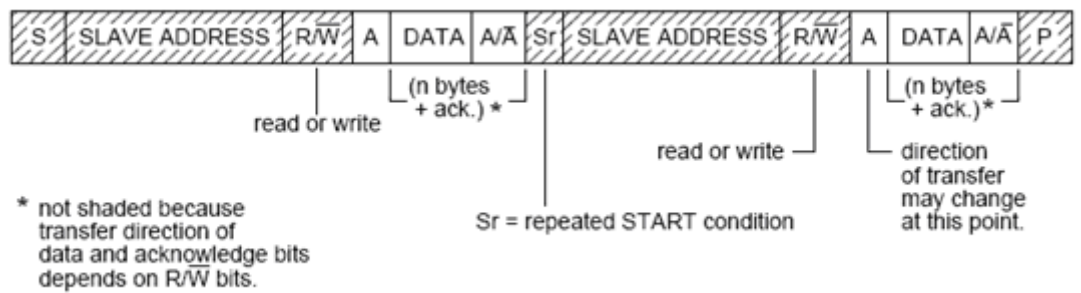 S SLAVE ADDRESS R/W̅ A DATA A/A̅ Sr SLAVE ADDRESS R/W̅ A DATA A/A̅ P
(n bytes
+ ack.) *
read or write
(n bytes
+ ack.) *
read or write
direction
of transfer
may change
at this point.
Sr = repeated START condition
* not shaded because
transfer direction of
data and acknowledge bits
depends on R/W̅ bits.